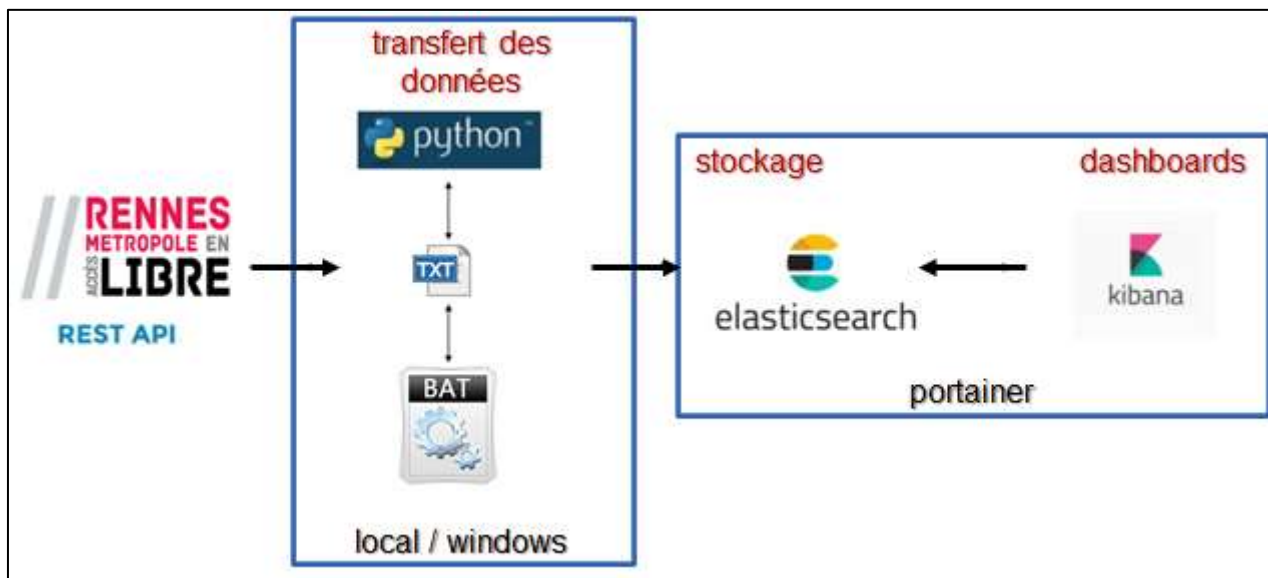 transfert des
données
python
stockage
dashboards
RENNES
METROPOLE EN
ACCÈS
LIBRE
REST API
TXT
elasticsearch
kibana
BAT
portainer
local / windows